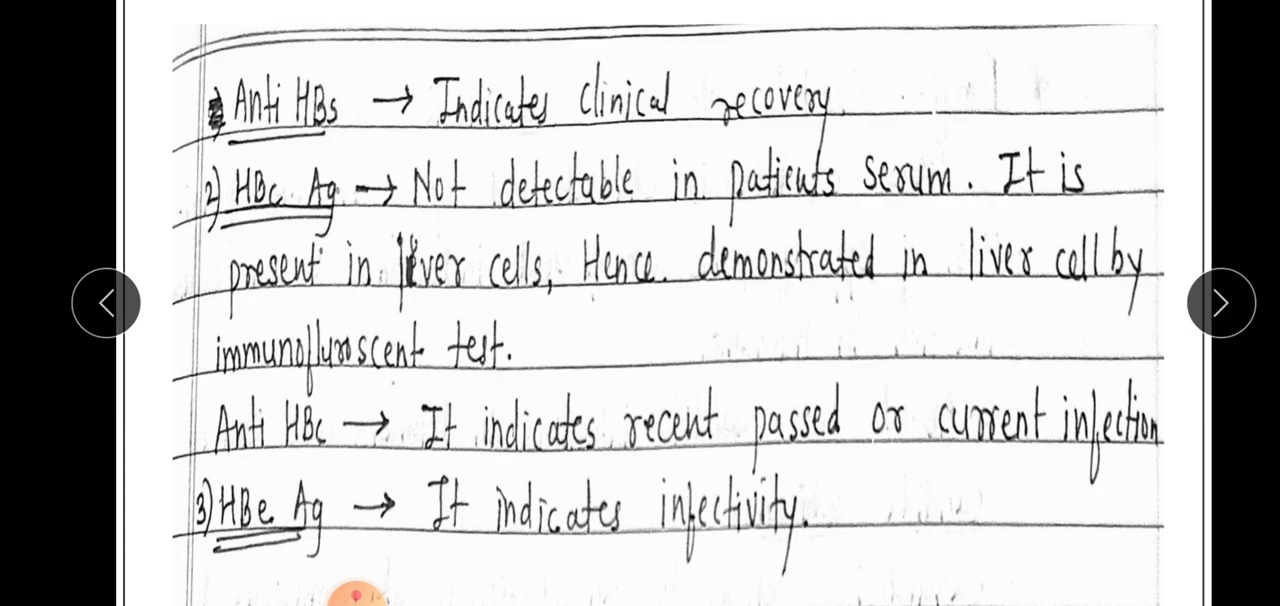 Anti HBs → Indicates clinical recovery.
2) HBc Ag → Not detectable in patients serum. It is
present in liver cells, Hence demonstrated in liver cell by
immunofluroscent test.
Anti HBc → It indicates recent passed or current infection
3) HBe Ag → It indicates infectivity.